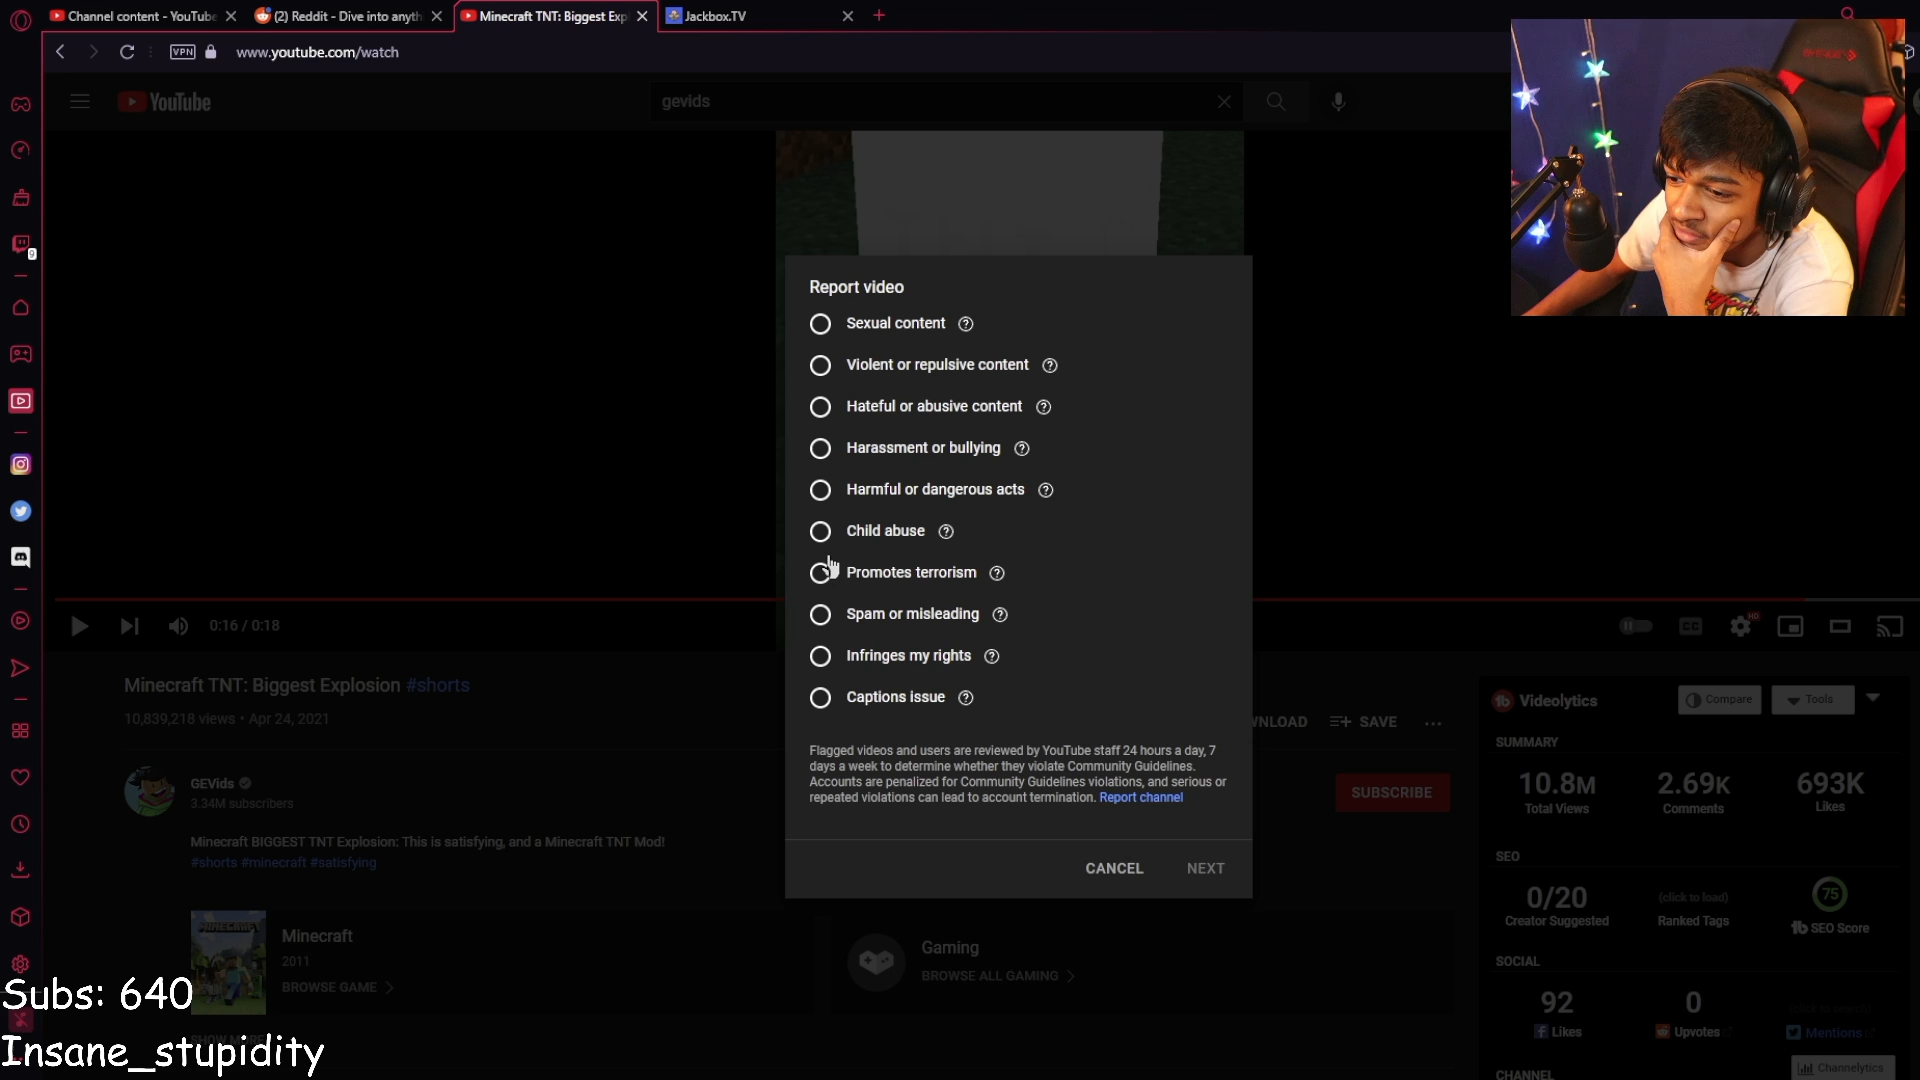 Channel content - YouTube
(2) Reddit - Dive into anyth
Minecraft TNT: Biggest Exp
Jackbox.TV
VPN
www.youtube.com/watch
YouTube
gevids
9
Report video
Sexual content
Violent or repulsive content
Hateful or abusive content
Harassment or bullying
Harmful or dangerous acts
Child abuse
Promotes terrorism
Spam or misleading
Infringes my rights
Captions issue
Flagged videos and users are reviewed by YouTube staff 24 hours a day, 7
days a week to determine whether they violate Community Guidelines.
Accounts are penalized for Community Guidelines violations, and serious or
repeated violations can lead to account termination. Report channel
CANCEL NEXT
0:16 / 0:18
CC
HD
Minecraft TNT: Biggest Explosion #shorts
10,839,218 views • Apr 24, 2021
WNLOAD
SAVE
GEVids
3.34M subscribers
SUBSCRIBE
Minecraft BIGGEST TNT Explosion: This is satisfying, and a Minecraft TNT Mod!
#shorts #minecraft #satisfying
MINECRAFT
Minecraft
2011
BROWSE GAME
Gaming
BROWSE ALL GAMING
SHOW MORE
Videolytics
Compare
Tools
SUMMARY
10.8M 2.69K 693K
Total Views Comments Likes
SEO
0/20 (click to load) 75
Creator Suggested Ranked Tags SEO Score
SOCIAL
92 0
Likes Upvotes Mentions
CHANNEL
Channelytics
Subs: 640
Insane_stupidity